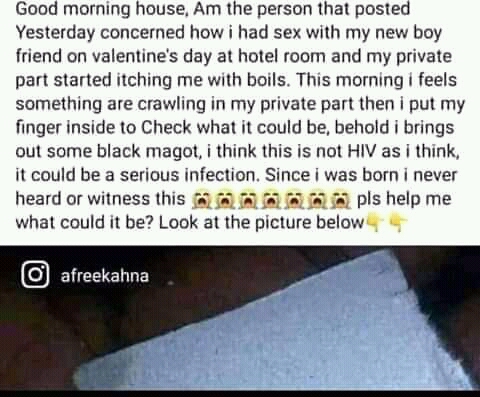 Good morning house, Am the person that posted
Yesterday concerned how i had sex with my new boy
friend on valentine's day at hotel room and my private
part started itching me with boils. This morning i feels
something are crawling in my private part then i put my
finger inside to Check what it could be, behold i brings
out some black magot, i think this is not HIV as i think,
it could be a serious infection. Since i was born i never
heard or witness this 😭😭😭😭😭😭😭 pls help me
what could it be? Look at the picture below👇👇
afreekahna